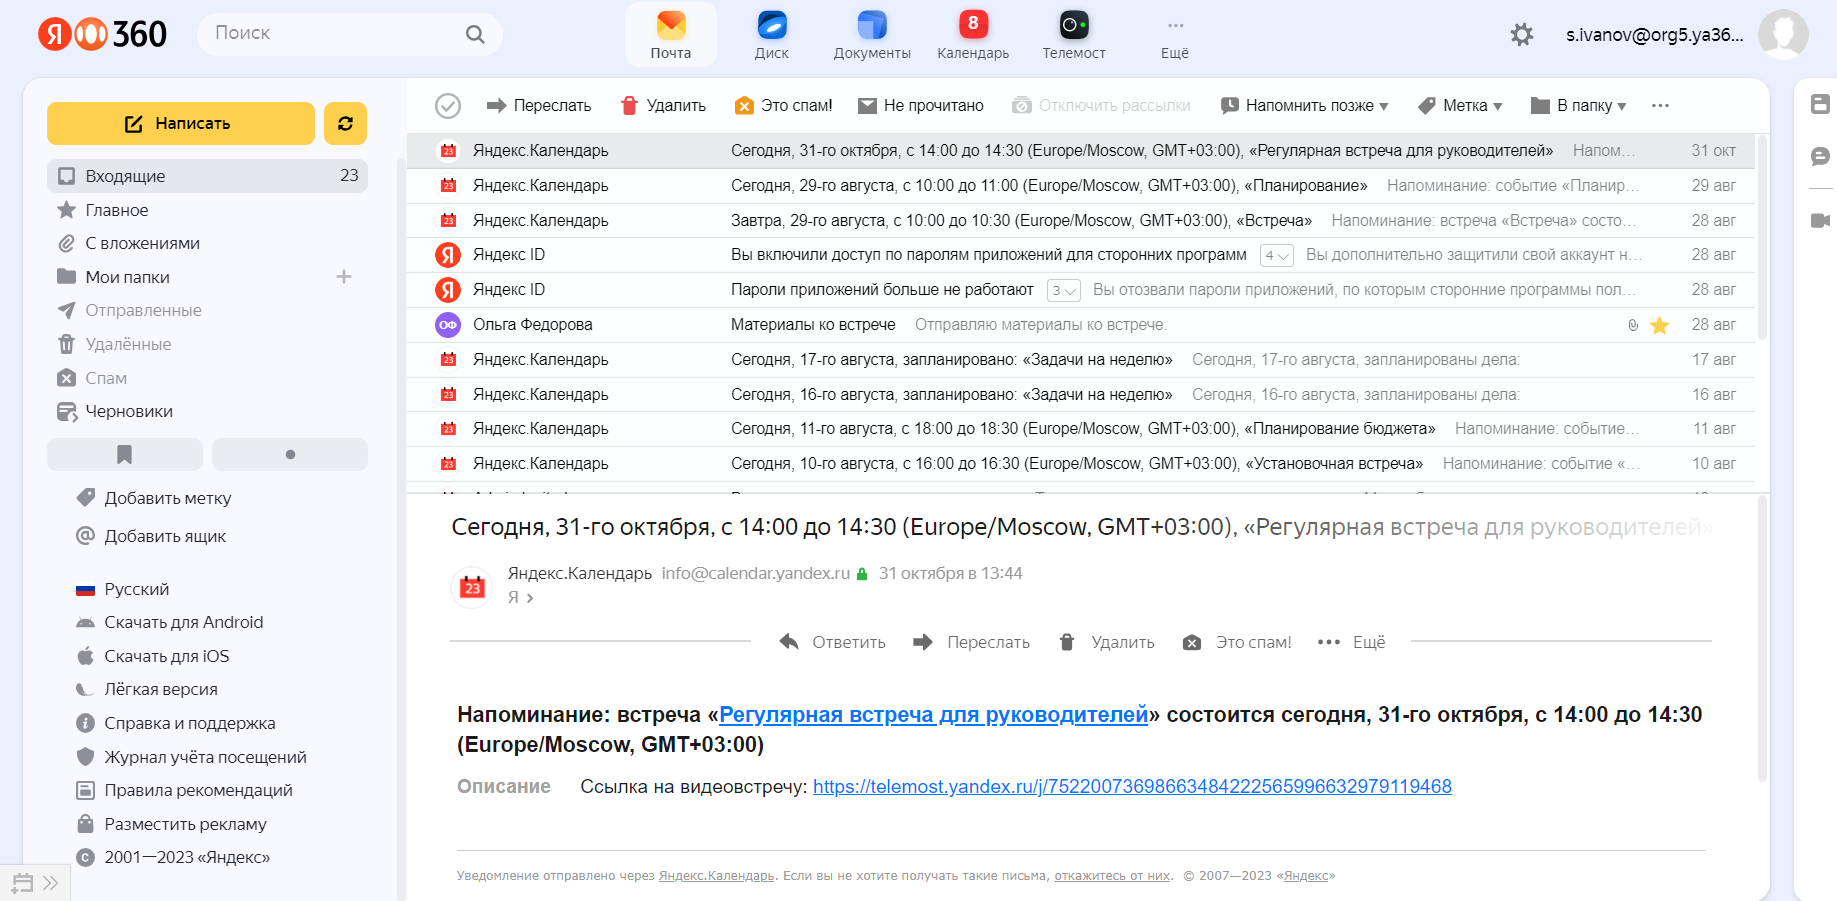 Я 360
Поиск
Почта
Диск
Документы
8
Календарь
Телемост
Ещё
s.ivanov@org5.ya36...
Написать
Входящие 23
Главное
С вложениями
Мои папки
Отправленные
Удалённые
Спам
Черновики
Добавить метку
Добавить ящик
Русский
Скачать для Android
Скачать для iOS
Лёгкая версия
Справка и поддержка
Журнал учёта посещений
Правила рекомендаций
Разместить рекламу
2001—2023 «Яндекс»
Переслать Удалить Это спам! Не прочитано Отключить рассылки Напомнить позже Метка В папку
23 Яндекс.Календарь Сегодня, 31-го октября, с 14:00 до 14:30 (Europe/Moscow, GMT+03:00), «Регулярная встреча для руководителей» Напом... 31 окт
23 Яндекс.Календарь Сегодня, 29-го августа, с 10:00 до 11:00 (Europe/Moscow, GMT+03:00), «Планирование» Напоминание: событие «Планир... 29 авг
23 Яндекс.Календарь Завтра, 29-го августа, с 10:00 до 10:30 (Europe/Moscow, GMT+03:00), «Встреча» Напоминание: встреча «Встреча» состо... 28 авг
Я Яндекс ID Вы включили доступ по паролям приложений для сторонних программ 4 Вы дополнительно защитили свой аккаунт н... 28 авг
Я Яндекс ID Пароли приложений больше не работают 3 Вы отозвали пароли приложений, по которым сторонние программы пол... 28 авг
ОФ Ольга Федорова Материалы ко встрече Отправляю материалы ко встрече. 28 авг
23 Яндекс.Календарь Сегодня, 17-го августа, запланировано: «Задачи на неделю» Сегодня, 17-го августа, запланированы дела: 17 авг
23 Яндекс.Календарь Сегодня, 16-го августа, запланировано: «Задачи на неделю» Сегодня, 16-го августа, запланированы дела: 16 авг
23 Яндекс.Календарь Сегодня, 11-го августа, с 18:00 до 18:30 (Europe/Moscow, GMT+03:00), «Планирование бюджета» Напоминание: событие... 11 авг
23 Яндекс.Календарь Сегодня, 10-го августа, с 16:00 до 16:30 (Europe/Moscow, GMT+03:00), «Установочная встреча» Напоминание: событие «... 10 авг
Сегодня, 31-го октября, с 14:00 до 14:30 (Europe/Moscow, GMT+03:00), «Регулярная встреча для руководителей»
23 Яндекс.Календарь info@calendar.yandex.ru 31 октября в 13:44
Я
Ответить Переслать Удалить Это спам! Ещё
Напоминание: встреча «Регулярная встреча для руководителей» состоится сегодня, 31-го октября, с 14:00 до 14:30
(Europe/Moscow, GMT+03:00)
Описание Ссылка на видеовстречу: https://telemost.yandex.ru/j/75220073698663484222565996632979119468
Уведомление отправлено через Яндекс.Календарь. Если вы не хотите получать такие письма, откажитесь от них. © 2007—2023 «Яндекс»